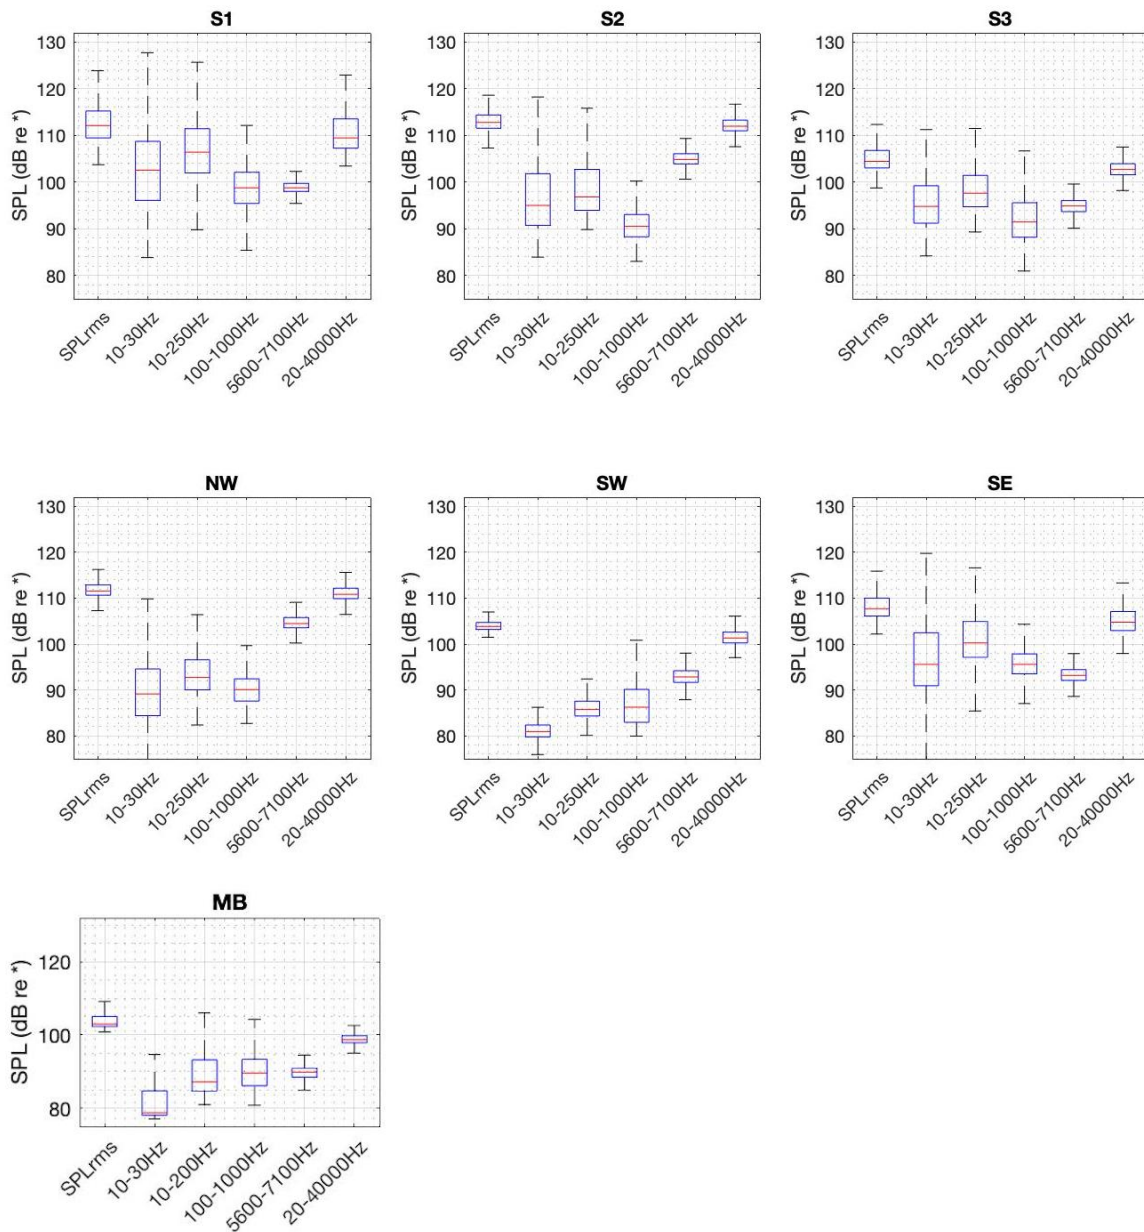 S1
S2
S3
130
120
110
100
90
80
SPL (dB re *)
SPLrms
10-30Hz
10-250Hz
100-1000Hz
5600-7100Hz
20-40000Hz
130
120
110
100
90
80
SPL (dB re *)
SPLrms
10-30Hz
10-250Hz
100-1000Hz
5600-7100Hz
20-40000Hz
130
120
110
100
90
80
SPL (dB re *)
SPLrms
10-30Hz
10-250Hz
100-1000Hz
5600-7100Hz
20-40000Hz
NW
SW
SE
130
120
110
100
90
80
SPL (dB re *)
SPLrms
10-30Hz
10-250Hz
100-1000Hz
5600-7100Hz
20-40000Hz
130
120
110
100
90
80
SPL (dB re *)
SPLrms
10-30Hz
10-250Hz
100-1000Hz
5600-7100Hz
20-40000Hz
130
120
110
100
90
80
SPL (dB re *)
SPLrms
10-30Hz
10-250Hz
100-1000Hz
5600-7100Hz
20-40000Hz
MB
120
100
80
SPL (dB re *)
SPLrms
10-30Hz
10-200Hz
100-1000Hz
5600-7100Hz
20-40000Hz